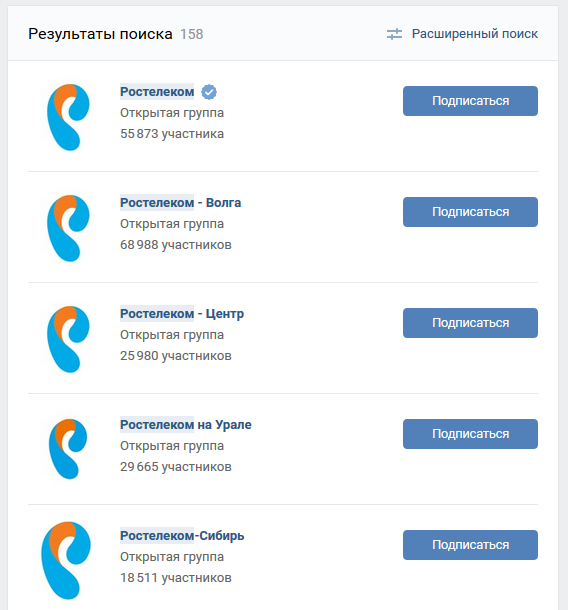 Результаты поиска 158
Расширенный поиск
Ростелеком
Открытая группа
55 873 участника
Подписаться
Ростелеком - Волга
Открытая группа
68 988 участников
Подписаться
Ростелеком - Центр
Открытая группа
25 980 участников
Подписаться
Ростелеком на Урале
Открытая группа
29 665 участников
Подписаться
Ростелеком-Сибирь
Открытая группа
18 511 участников
Подписаться